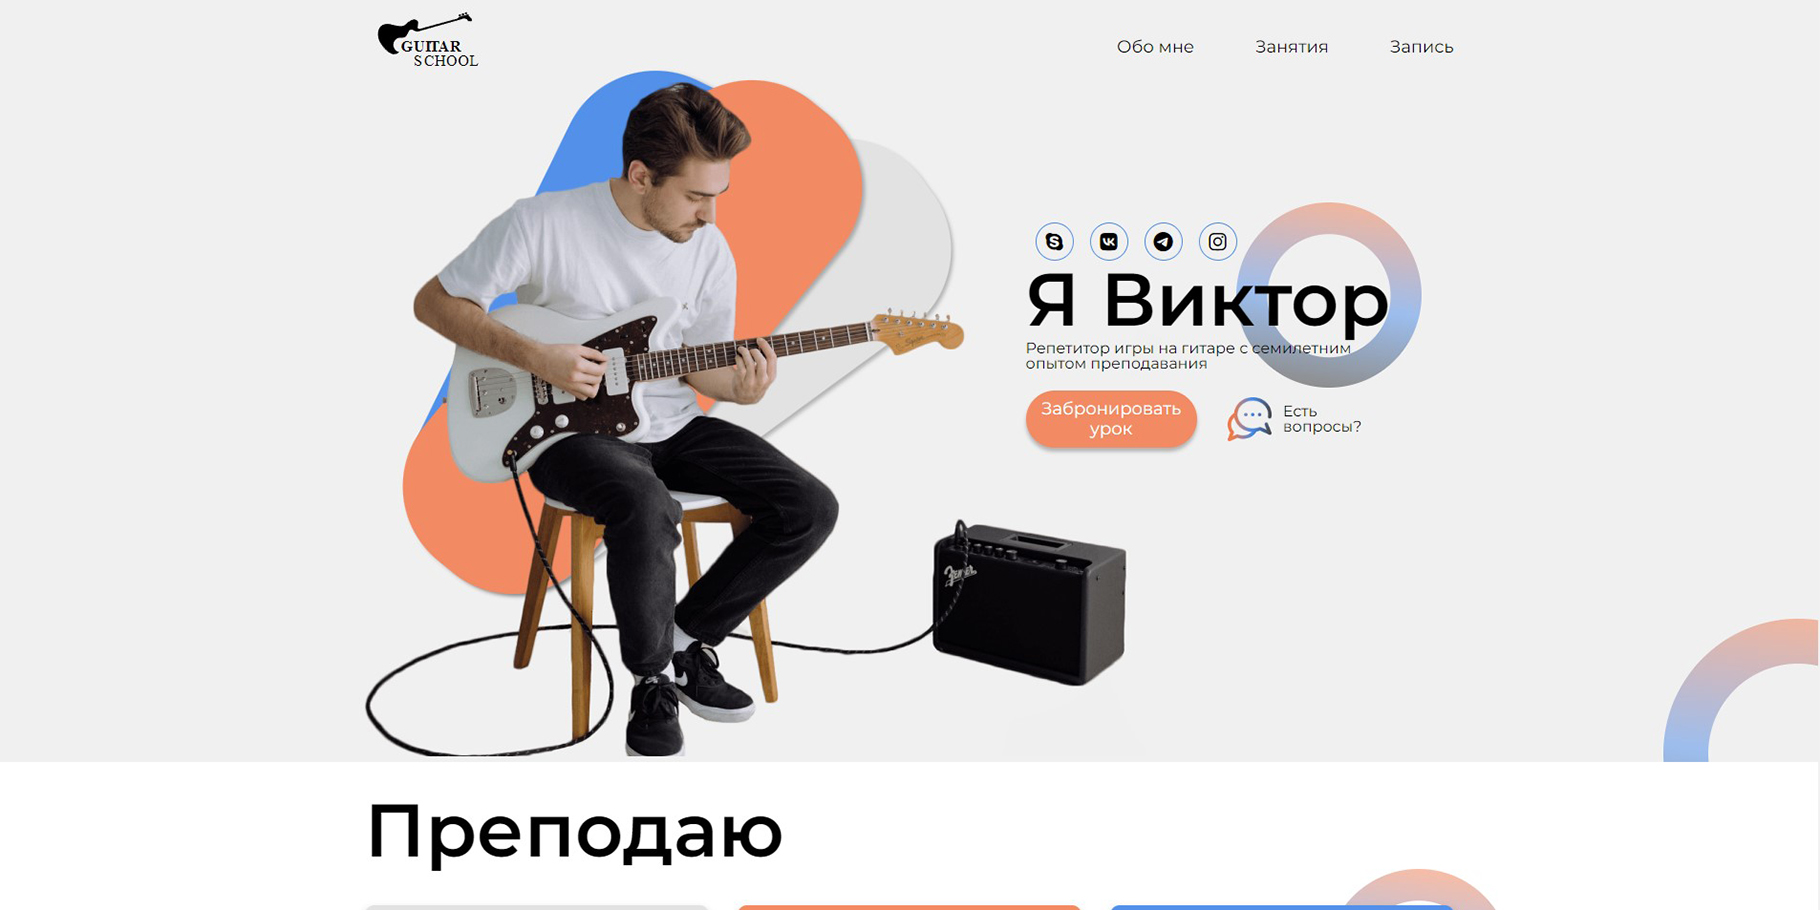 GUITAR
SCHOOL
Обо мне
Занятия
Запись
Я Виктор
Репетитор игры на гитаре с семилетним
опытом преподавания
Забронировать
урок
Есть
вопросы?
Fender
Преподаю